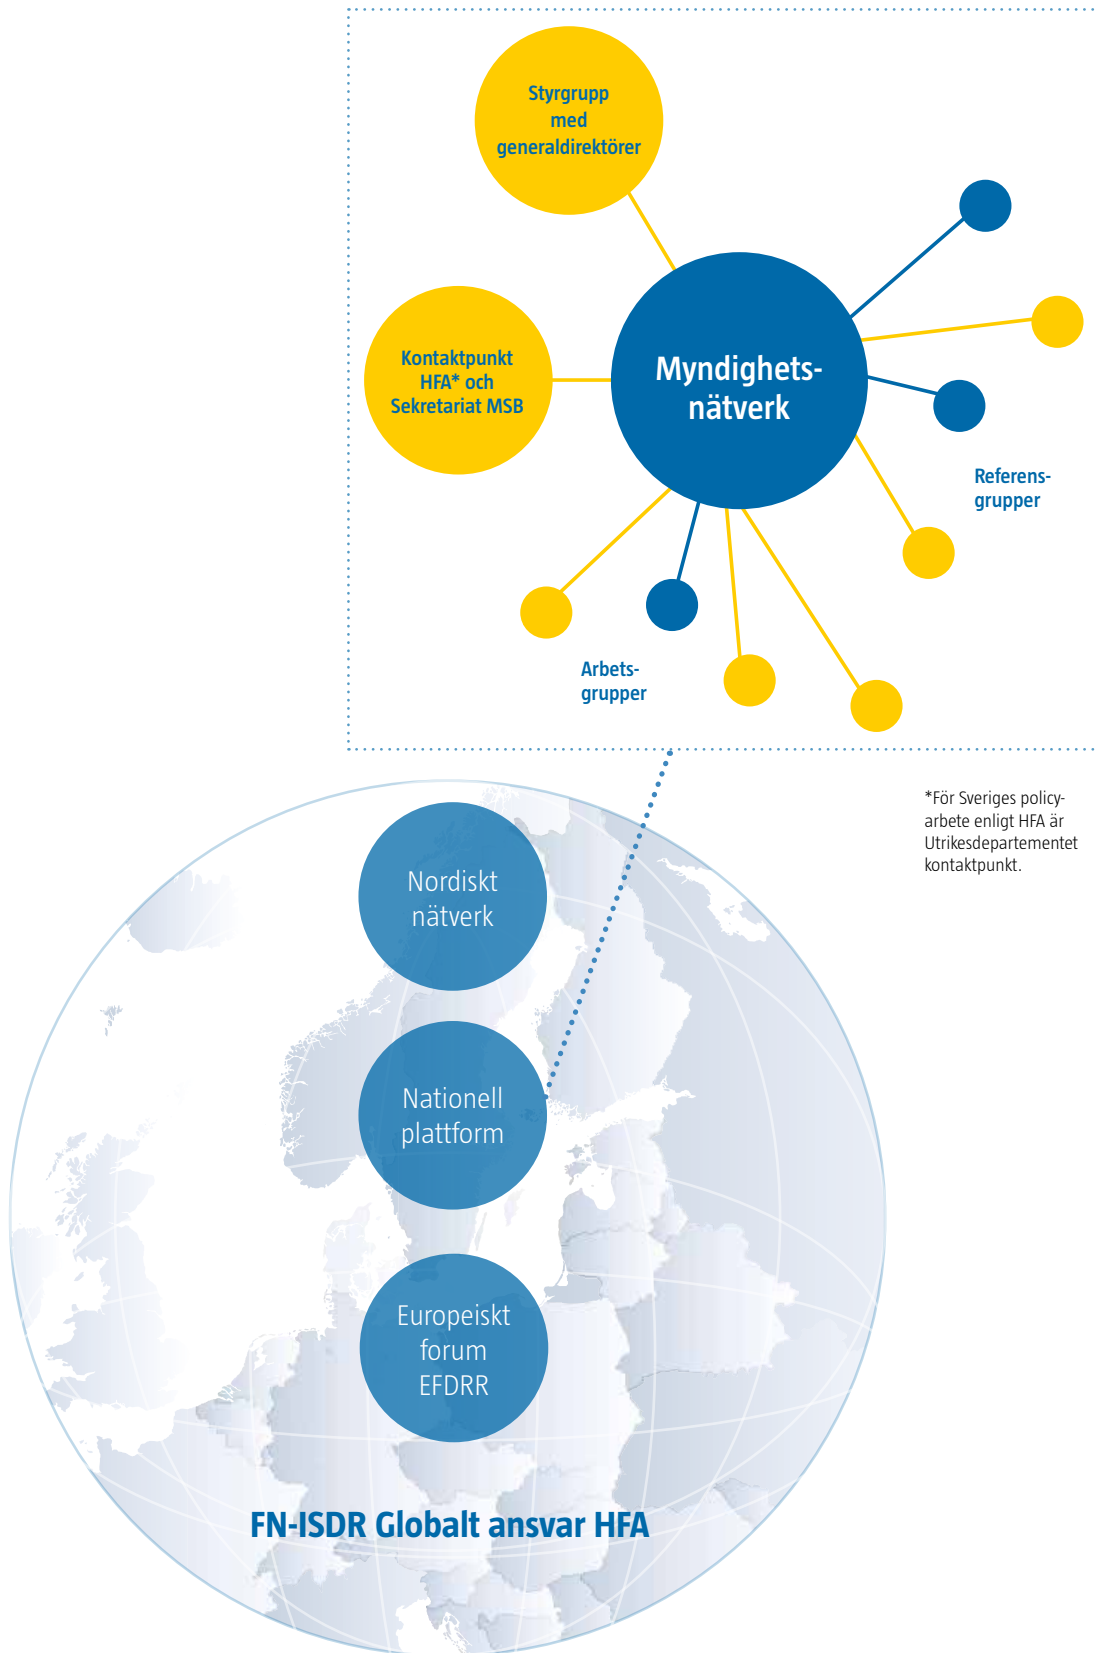 Styrgrupp
med
generaldirektörer
Kontaktpunkt
HFA* och
Sekretariat MSB
Myndighets-
nätverk
Referens-
grupper
Arbets-
grupper
*För Sveriges policy-
arbete enligt HFA är
Utrikesdepartementet
kontaktpunkt.
Nordiskt
nätverk
Nationell
plattform
Europeiskt
forum
EFDRR
FN-ISDR Globalt ansvar HFA